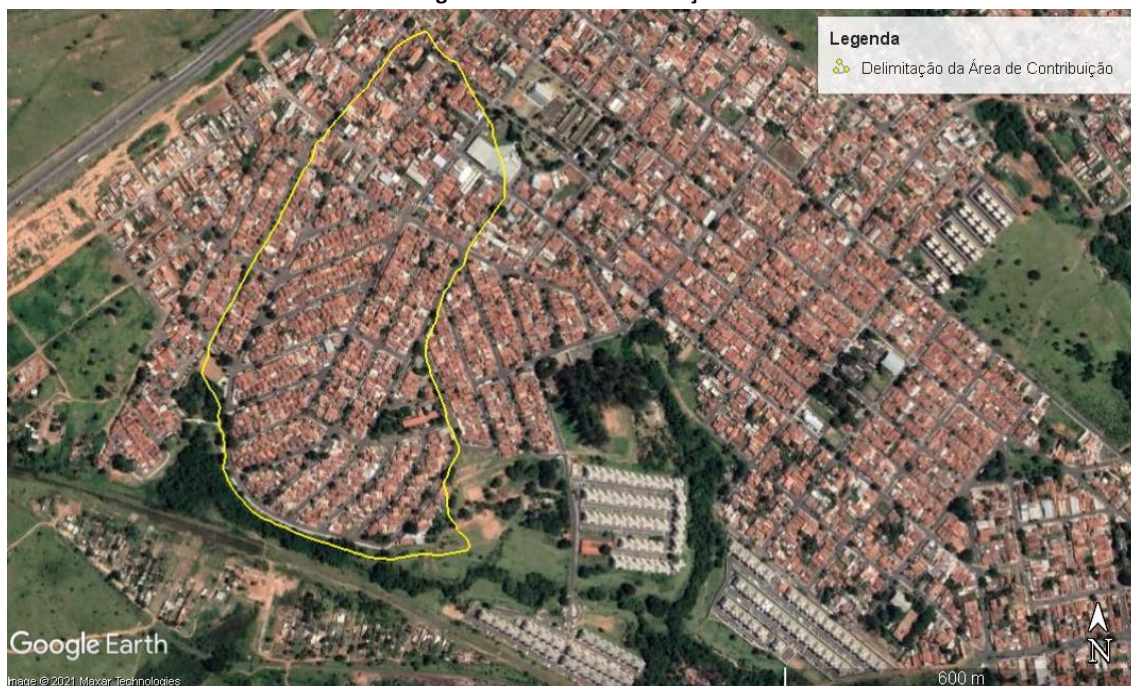 Legenda
Delimitação da Área de Contribuição
Google Earth
N
Image © 2021 Maxar Technologies
600 m